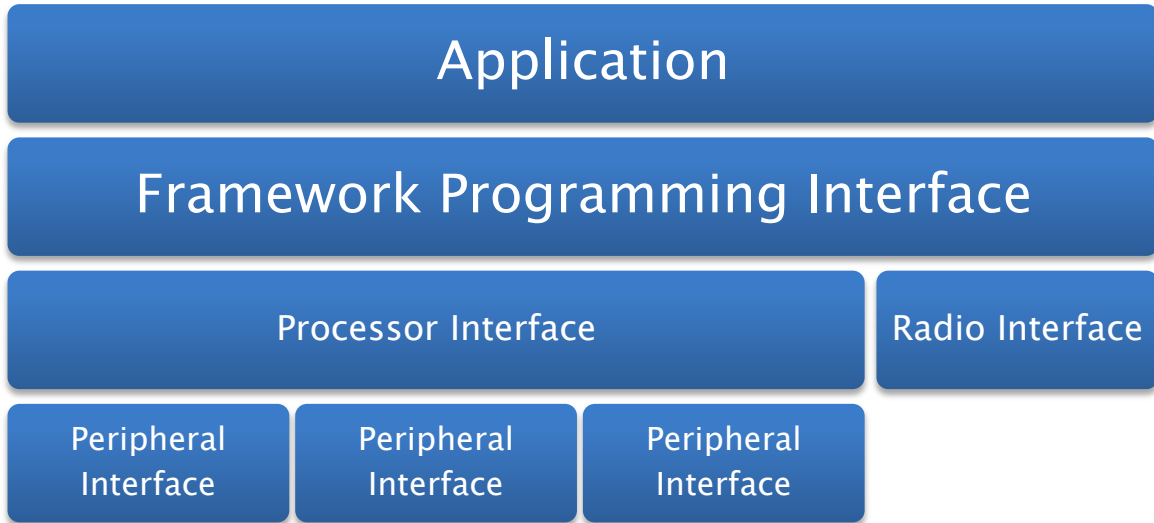 Application
Framework Programming Interface
Processor Interface
Radio Interface
Peripheral
Interface
Peripheral
Interface
Peripheral
Interface